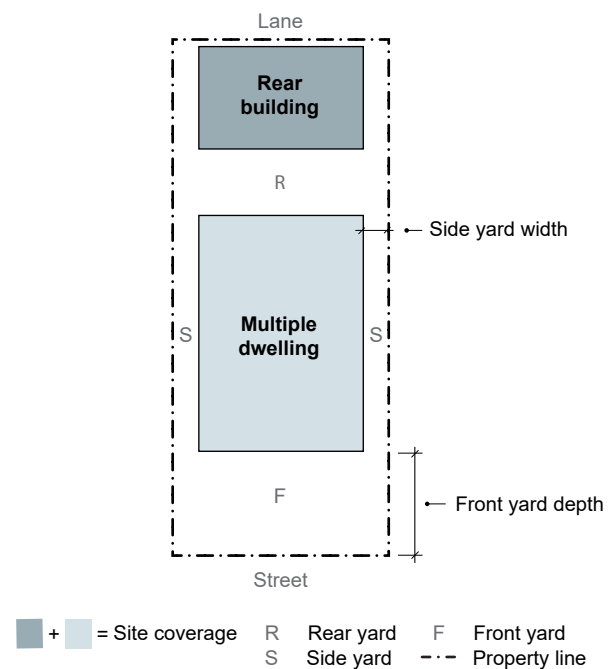 Lane
Rear
building
R
Side yard width
Multiple
dwelling
S
S
F
Front yard depth
Street
+ = Site coverage R Rear yard F Front yard
S Side yard Property line